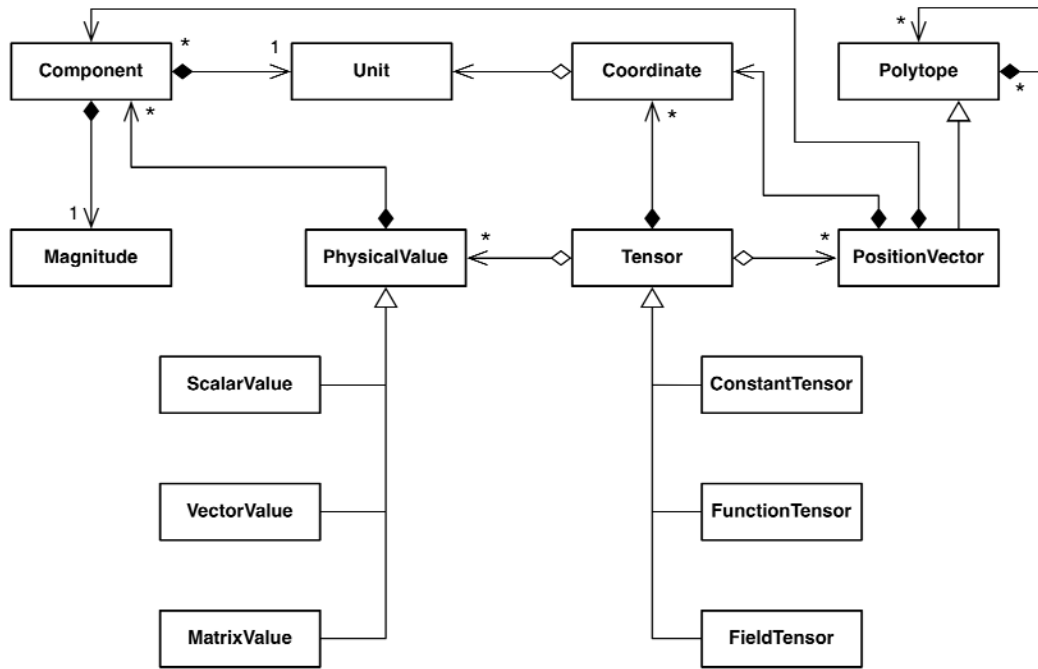 *
*
1
Component
Unit
Coordinate
Polytope
*
*
*
1
*
*
Magnitude
PhysicalValue
Tensor
PositionVector
ScalarValue
ConstantTensor
VectorValue
FunctionTensor
MatrixValue
FieldTensor